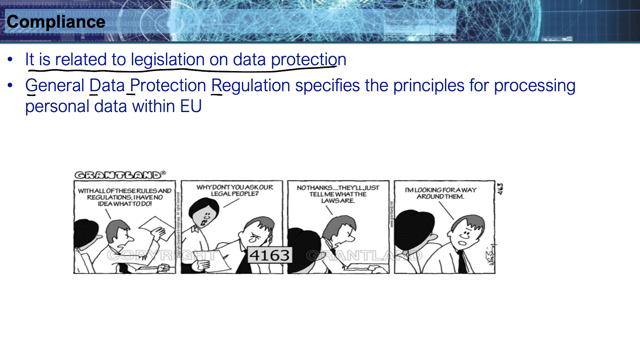 Compliance
• It is related to legislation on data protection
• General Data Protection Regulation specifies the principles for processing
personal data within EU
GRANTLAND®
WITH ALL OF THESE RULES AND
REGULATIONS, I HAVE NO
IDEA WHAT TO DO!
WHY DON'T YOU ASK OUR
LEGAL PEOPLE?
NO THANKS....THEY'LL JUST
TELL ME WHAT THE
LAWS ARE.
I'M LOOKING FOR A WAY
AROUND THEM.
4163
COPYRIGHT
GRANTLAND